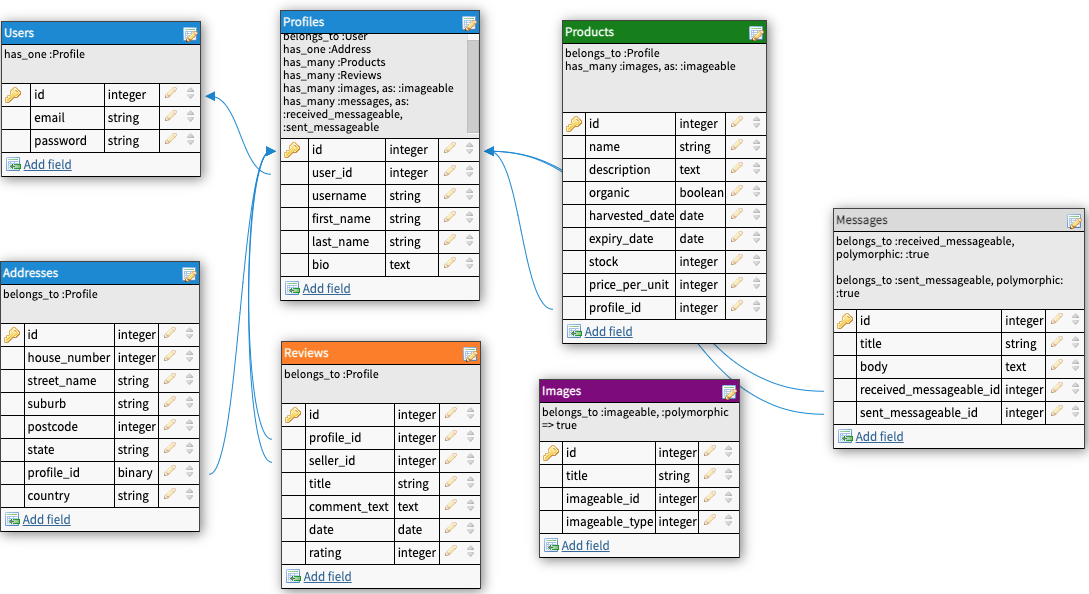 Users
has_one :Profile
id integer
email string
password string
Add field
Profiles
belongs_to :User
has_one :Address
has_many :Products
has_many :Reviews
has_many :images, as: :imageable
has_many :messages, as:
:received_messageable,
:sent_messageable
id integer
user_id integer
username string
first_name string
last_name string
bio text
Add field
Products
belongs_to :Profile
has_many :images, as: :imageable
id integer
name string
description text
organic boolean
harvested_date date
expiry_date date
stock integer
price_per_unit integer
profile_id integer
Add field
Messages
belongs_to :received_messageable,
polymorphic: :true
belongs_to :sent_messageable, polymorphic:
:true
id integer
title string
body text
received_messageable_id integer
sent_messageable_id integer
Add field
Addresses
belongs_to :Profile
id integer
house_number integer
street_name string
suburb string
postcode integer
state string
profile_id binary
country string
Add field
Reviews
belongs_to :Profile
id integer
profile_id integer
seller_id integer
title string
comment_text text
date date
rating integer
Add field
Images
belongs_to :imageable, :polymorphic
=> true
id integer
title string
imageable_id integer
imageable_type integer
Add field